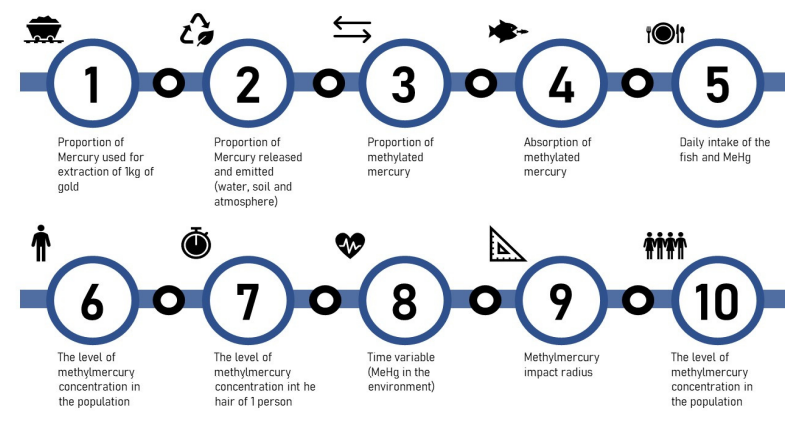 1
2
3
4
5
Proportion of
Mercury used for
extraction of 1kg of
gold
Proportion of
Mercury released
and emitted
(water, soil and
atmosphere)
Proportion of
methylated
mercury
Absorption of
methylated
mercury
Daily intake of the
fish and MeHg
6
7
8
9
10
The level of
methylmercury
concentration in
the population
The level of
methylmercury
concentration int he
hair of 1 person
Time variable
(MeHg in the
environment)
Methylmercury
impact radius
The level of
methylmercury
concentration in
the population